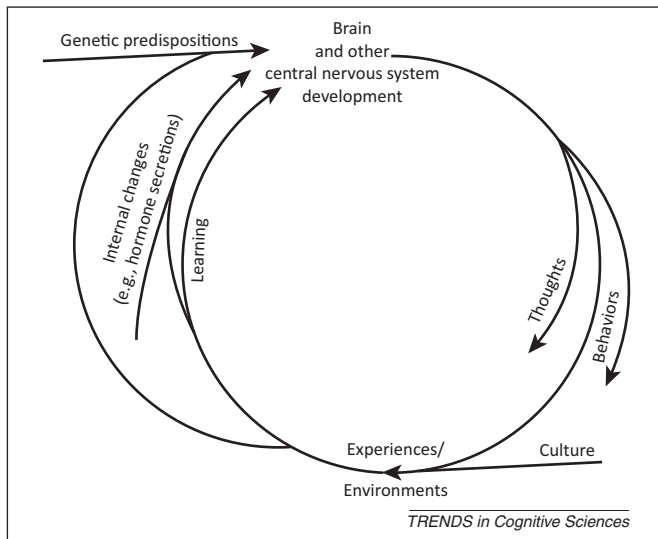 Genetic predispositions
Brain
and other
central nervous system
development
Internal changes
(e.g., hormone secretions)
Learning
Thoughts
Behaviors
Experiences/
Environments
Culture
TRENDS in Cognitive Sciences